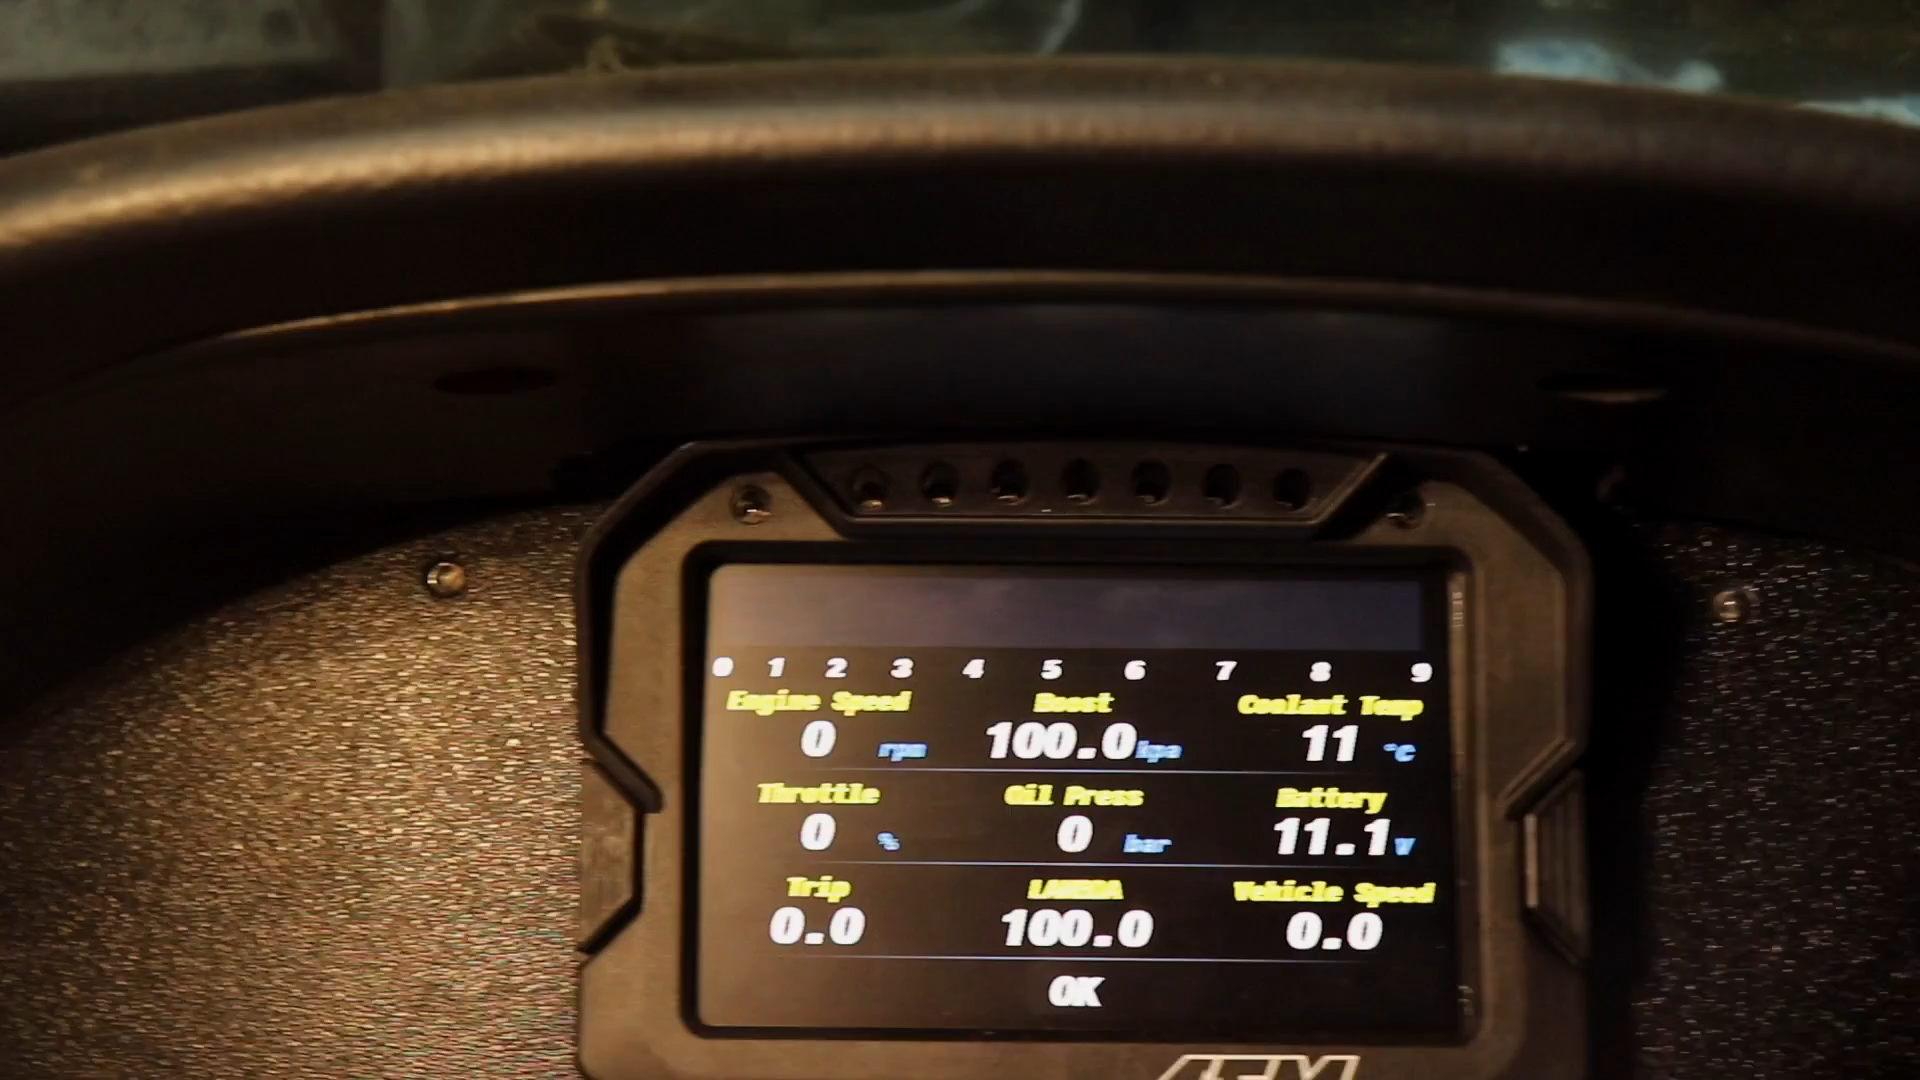 0 1 2 3 4 5 6 7 8 9
Engine Speed Boost Coolant Temp
0 rpm 100.0 kpa 11 °C
Throttle Oil Press Battery
0 % 0 bar 11.1 v
Trip LAMBDA Vehicle Speed
0.0 100.0 0.0
OK
AEM